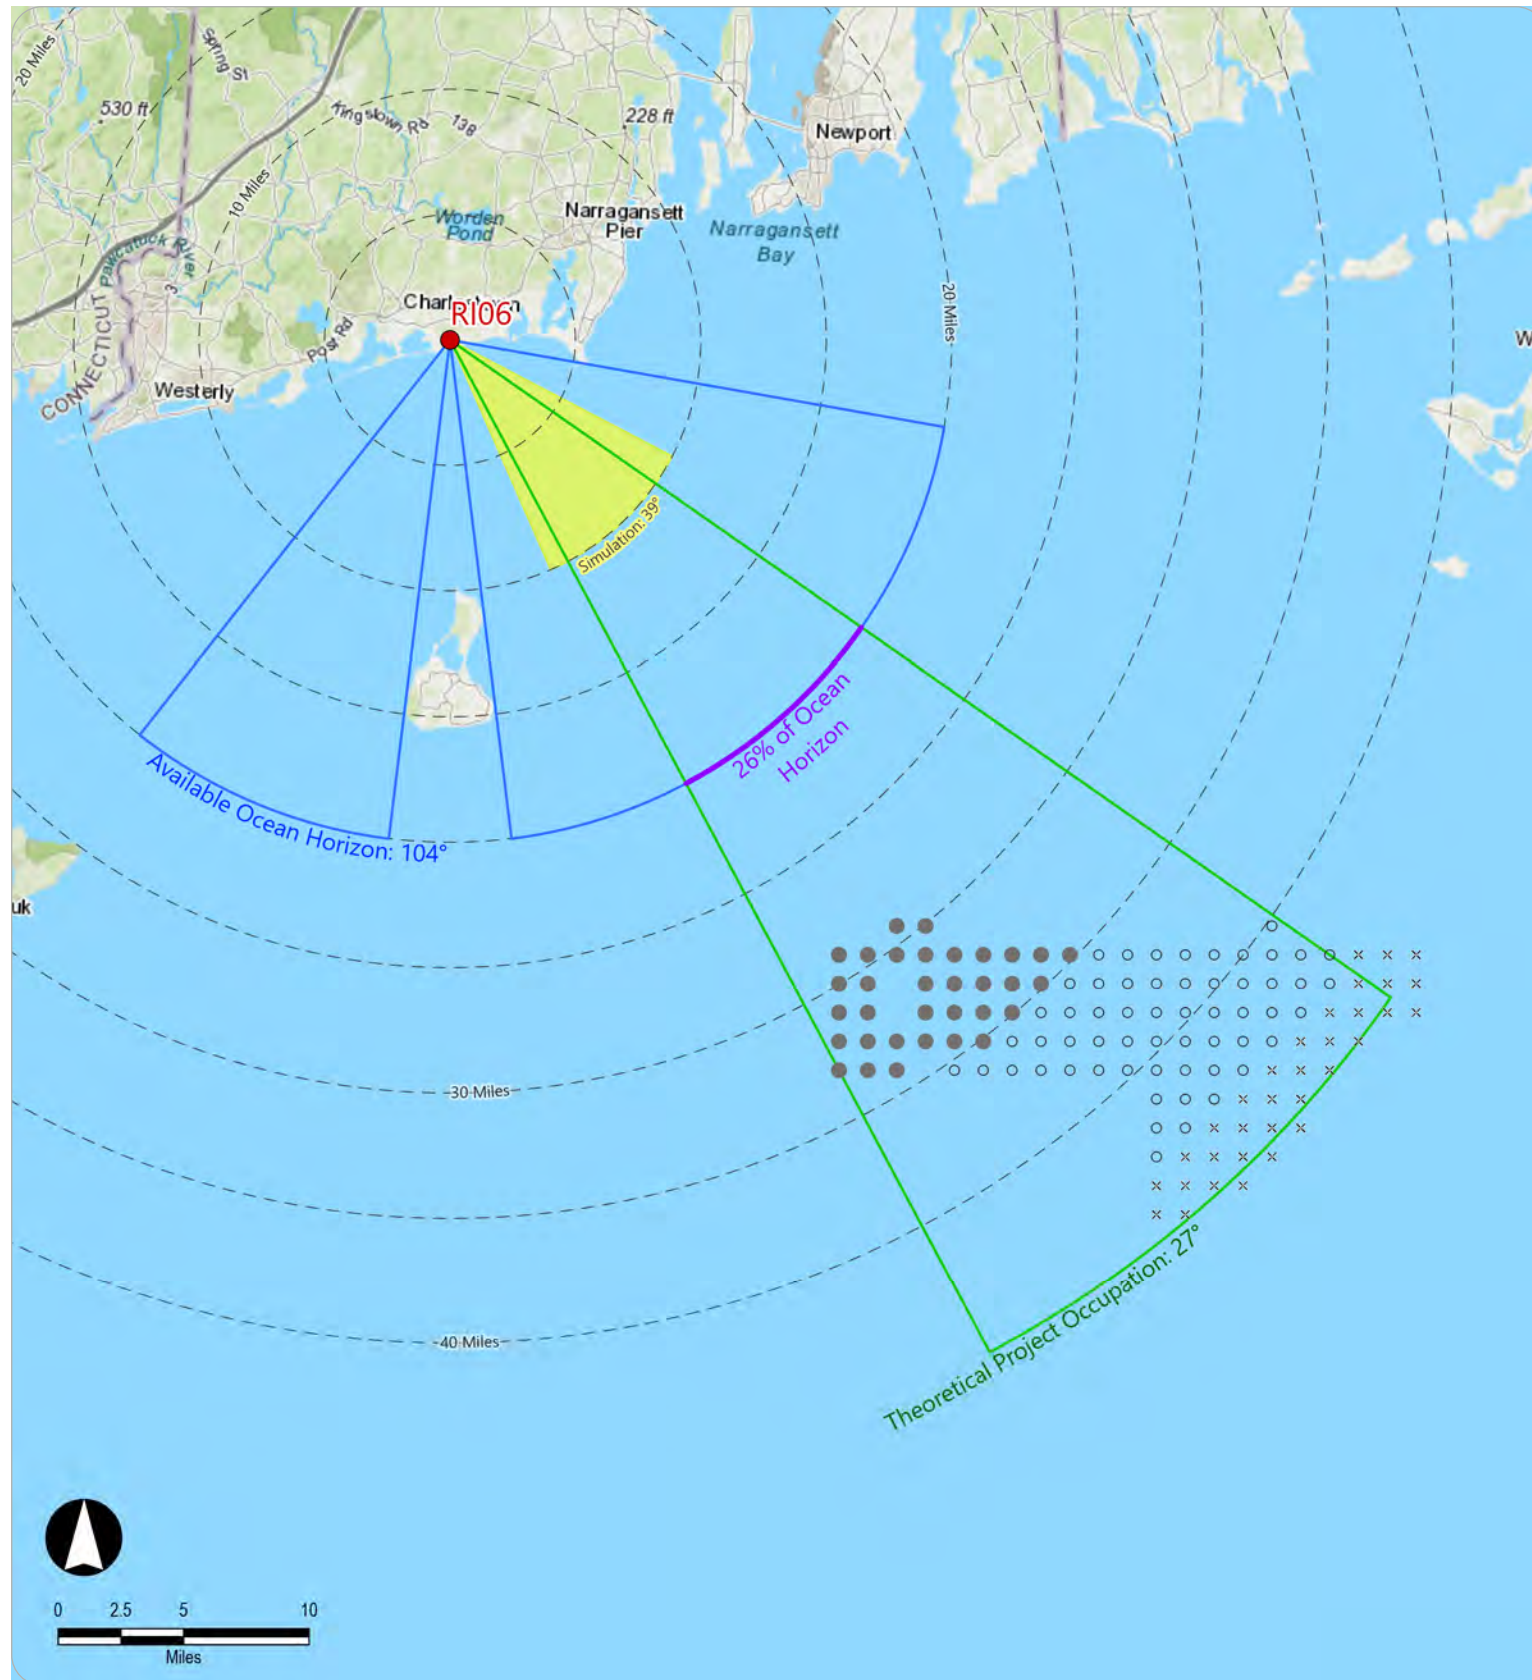 20 Miles
Spring St
530 ft
Kingstown Rd
138
228 ft
Newport
10 Miles
Worden
Pond
Narragansett
Pier
Narragansett
Bay
Pawcatuck River
3
RI06
20 Miles
Post Rd
CONNECTICUT
Westerly
W
Simulation: 39°
26% of Ocean
Horizon
Available Ocean Horizon: 104°
uk
30 Miles
40 Miles
Theoretical Project Occupation: 27°
0 2.5 5 10
Miles